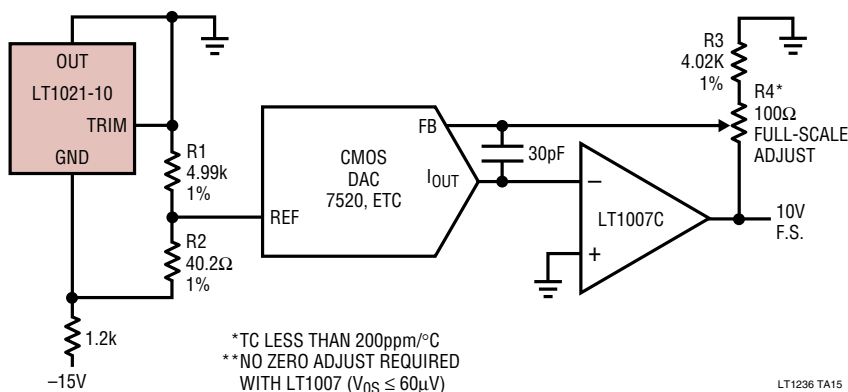 OUT
LT1021-10
TRIM
GND
R1
4.99k
1%
R2
40.2Ω
1%
1.2k
–15V
REF
CMOS
DAC
7520, ETC
FB
IOUT
30pF
–
LT1007C
+
R3
4.02K
1%
R4*
100Ω
FULL-SCALE
ADJUST
10V
F.S.
*TC LESS THAN 200ppm/°C
**NO ZERO ADJUST REQUIRED
WITH LT1007 (V0S ≤ 60µV)
LT1236 TA15